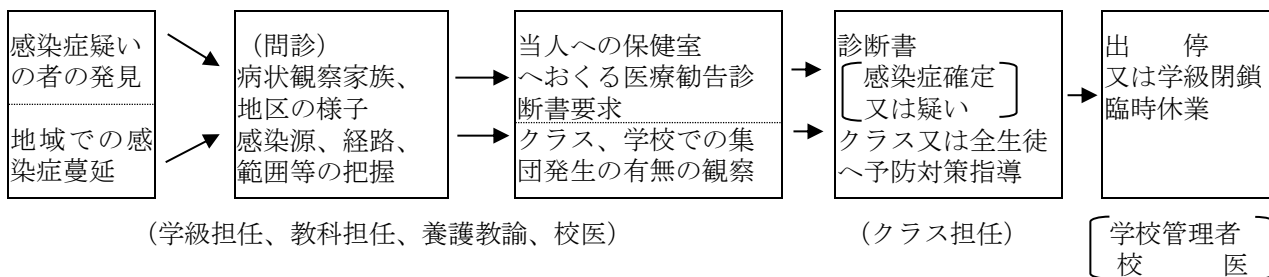 感染症疑い
の者の発見
地域での感
染症蔓延
（問診）
病状観察家族、
地区の様子
感染源、経路、
範囲等の把握
当人への保健室
へおくる医療勧告診
断書要求
クラス、学校での集
団発生の有無の観察
診断書
感染症確定
又は疑い
クラス又は全生徒
へ予防対策指導
出　　停
又は学級閉鎖
臨時休業
（学級担任、教科担任、養護教諭、校医）
（クラス担任）
学校管理者
校　　　医